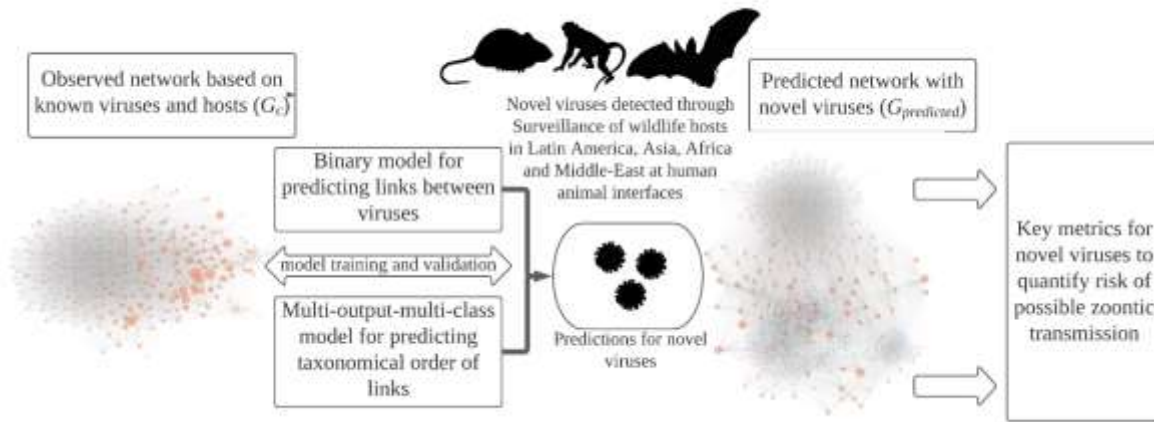 Observed network based on
known viruses and hosts (Gc)
Novel viruses detected through
Surveillance of wildlife hosts
in Latin America, Asia, Africa
and Middle-East at human
animal interfaces
Predicted network with
novel viruses (Gpredicted)
Binary model for
predicting links between
viruses
model training and validation
Multi-output-multi-class
model for predicting
taxonomical order of
links
Predictions for novel
viruses
Key metrics for
novel viruses to
quantify risk of
possible zoontic
transmission